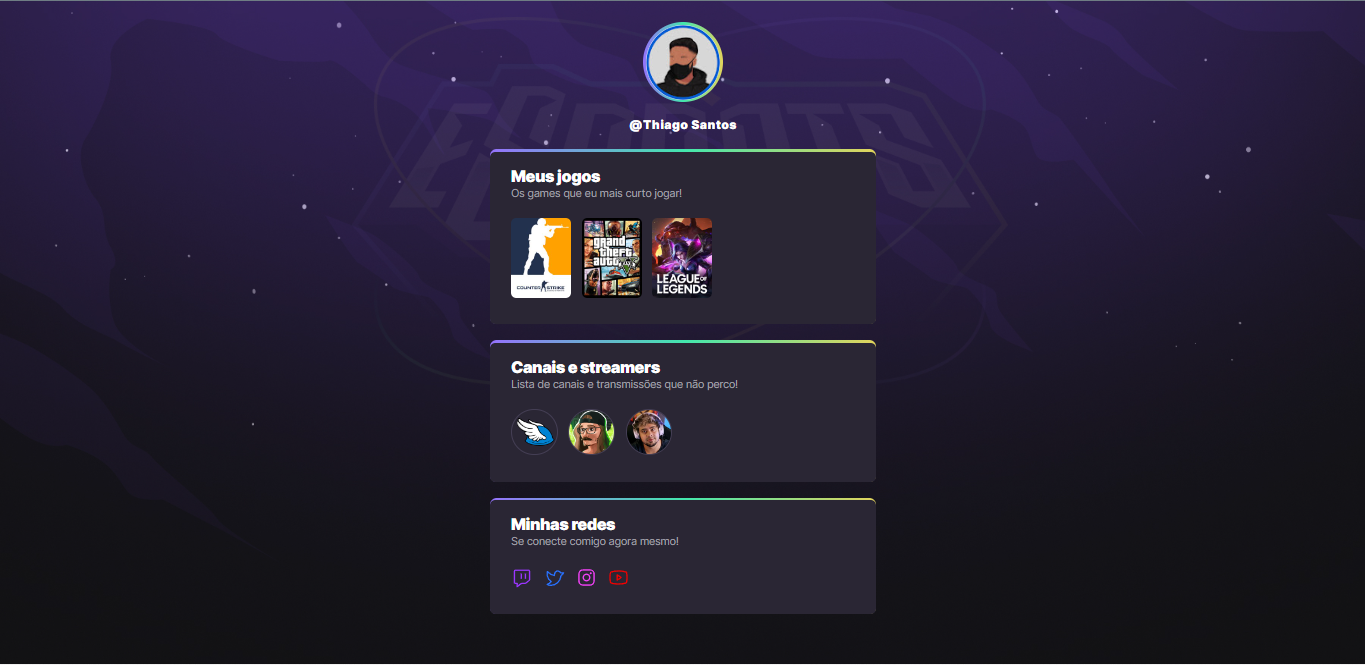 ESPORTS
@Thiago Santos
Meus jogos
Os games que eu mais curto jogar!
COUNTER STRIKE
grand
theft
auto
V
LEAGUE OF
LEGENDS
Canais e streamers
Lista de canais e transmissões que não perco!
Minhas redes
Se conecte comigo agora mesmo!